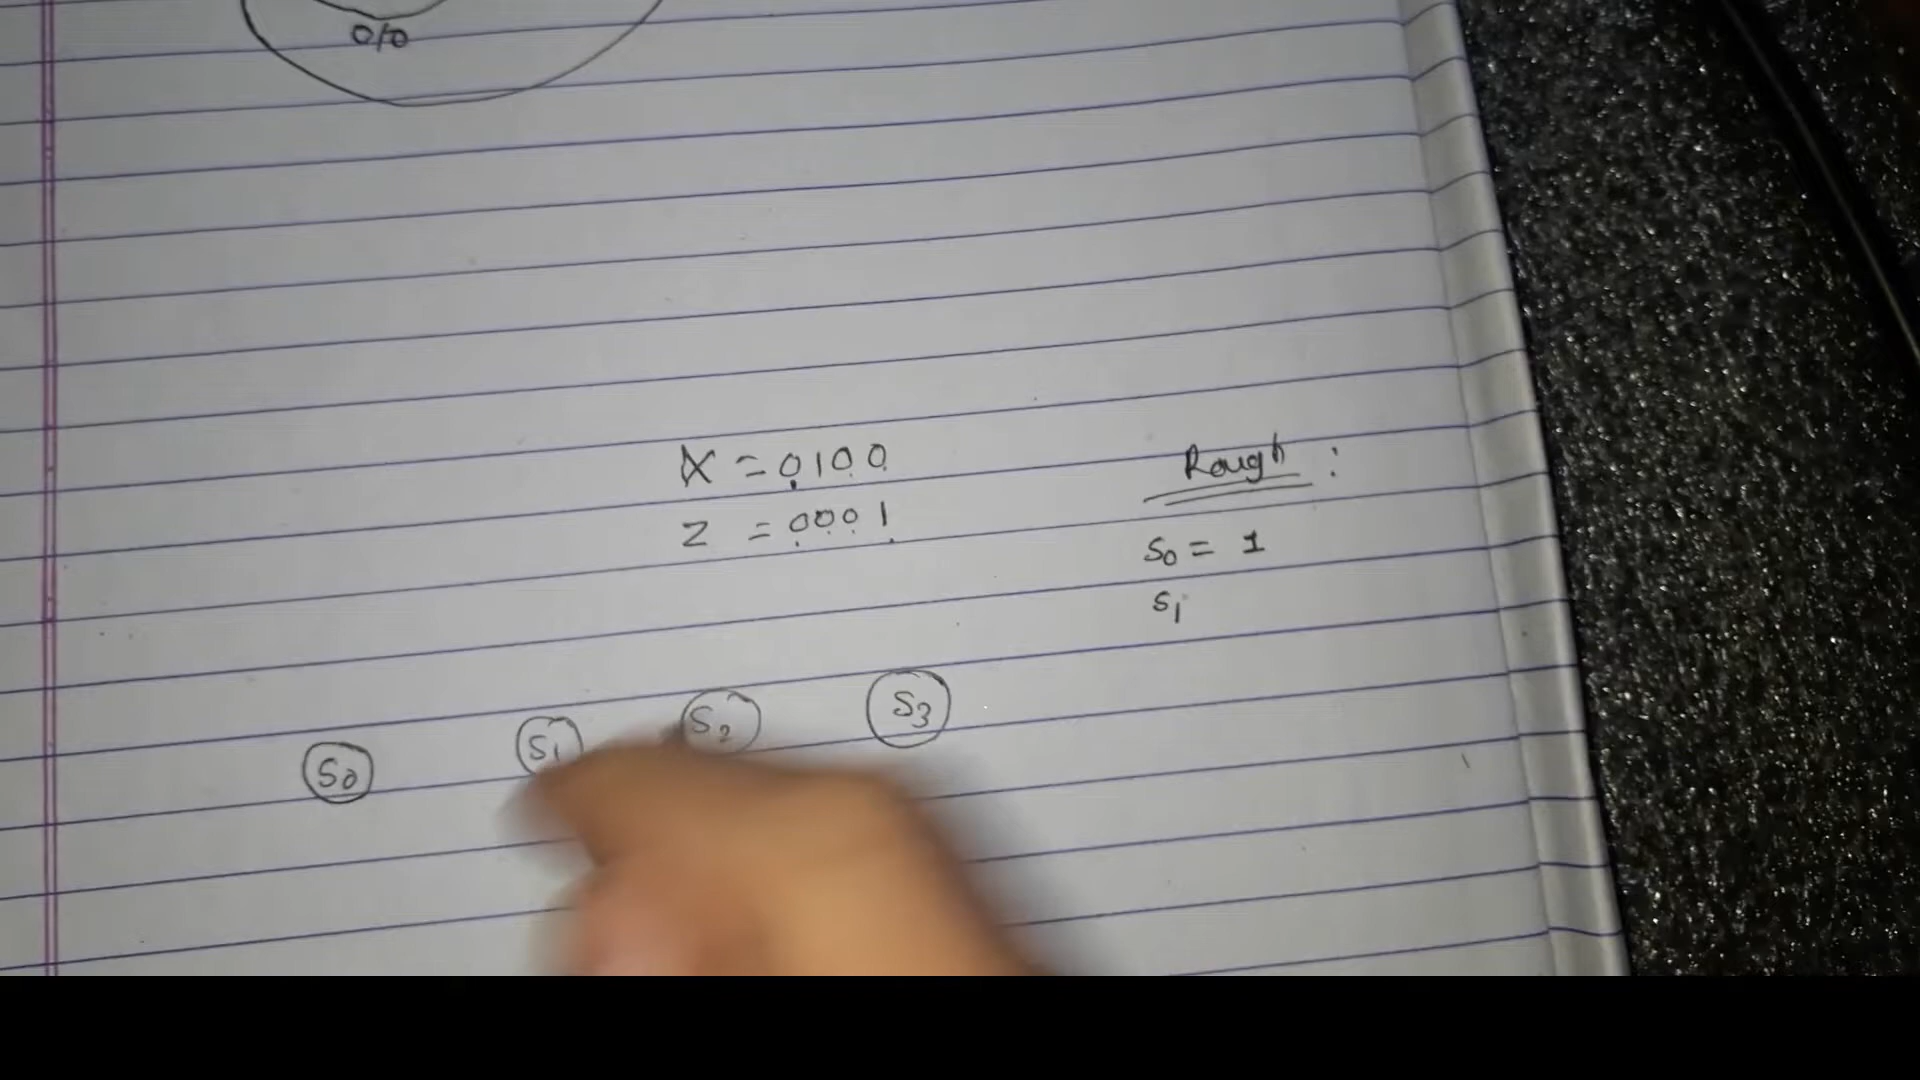 0/0
X = 0100
Z = 0001
Rough :
S0 = 1
S1
S0 S1 S2 S3